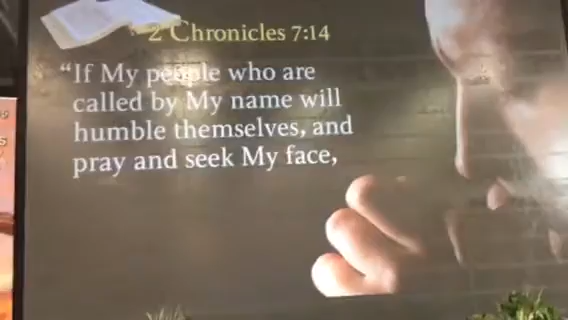 2 Chronicles 7:14
“If My people who are
called by My name will
humble themselves, and
pray and seek My face,